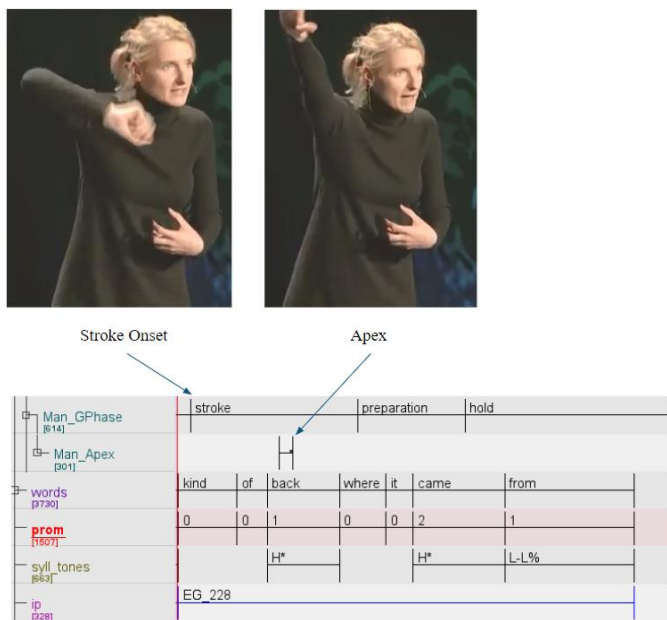 Stroke Onset Apex
stroke preparation hold
Man_GPhase
[614]
Man_Apex
[301]
kind of back where it came from
words
[3730]
0 0 1 0 0 2 1
prom
[1507]
H* H* L-L%
syll_tones
[663]
EG_228
ip
[328]